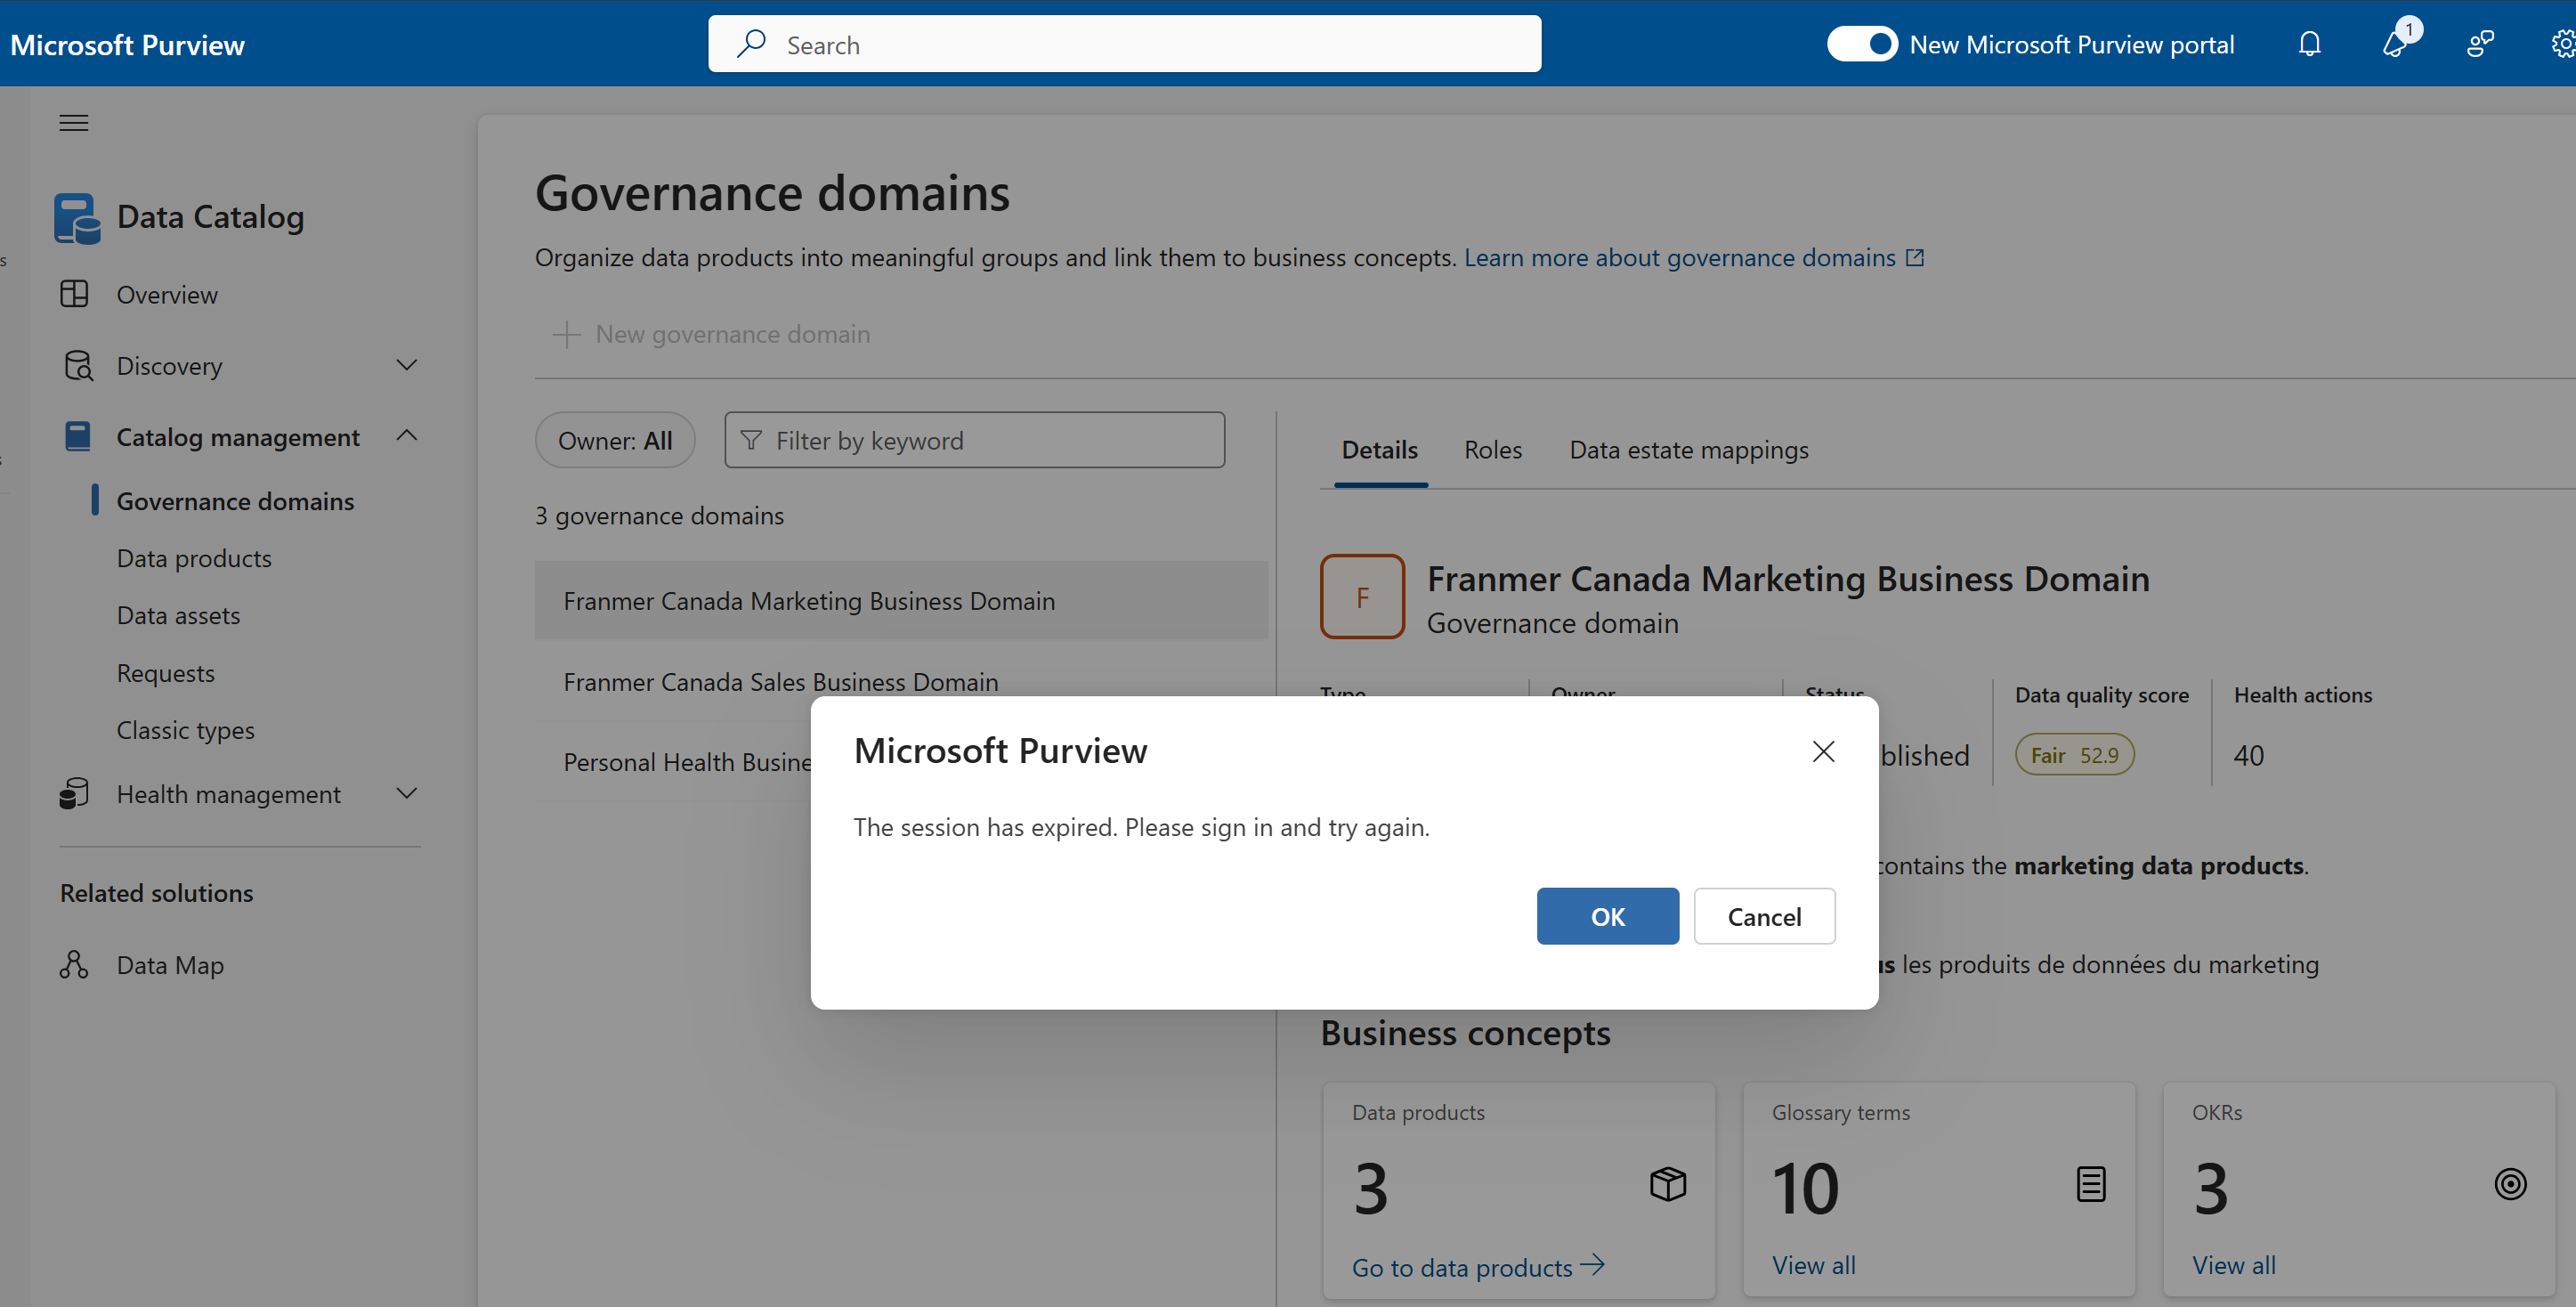 Microsoft Purview
Search
New Microsoft Purview portal
1
Data Catalog
Overview
Discovery
Catalog management
Governance domains
Data products
Data assets
Requests
Classic types
Health management
Related solutions
Data Map
Governance domains
Organize data products into meaningful groups and link them to business concepts. Learn more about governance domains
New governance domain
Owner: All
Filter by keyword
3 governance domains
Franmer Canada Marketing Business Domain
Franmer Canada Sales Business Domain
Personal Health Busine
Details Roles Data estate mappings
F
Franmer Canada Marketing Business Domain
Governance domain
Type Owner Status Data quality score Health actions
blished Fair 52.9 40
contains the marketing data products.
us les produits de données du marketing
Microsoft Purview
The session has expired. Please sign in and try again.
OK Cancel
Business concepts
Data products
3
Go to data products
Glossary terms
10
View all
OKRs
3
View all